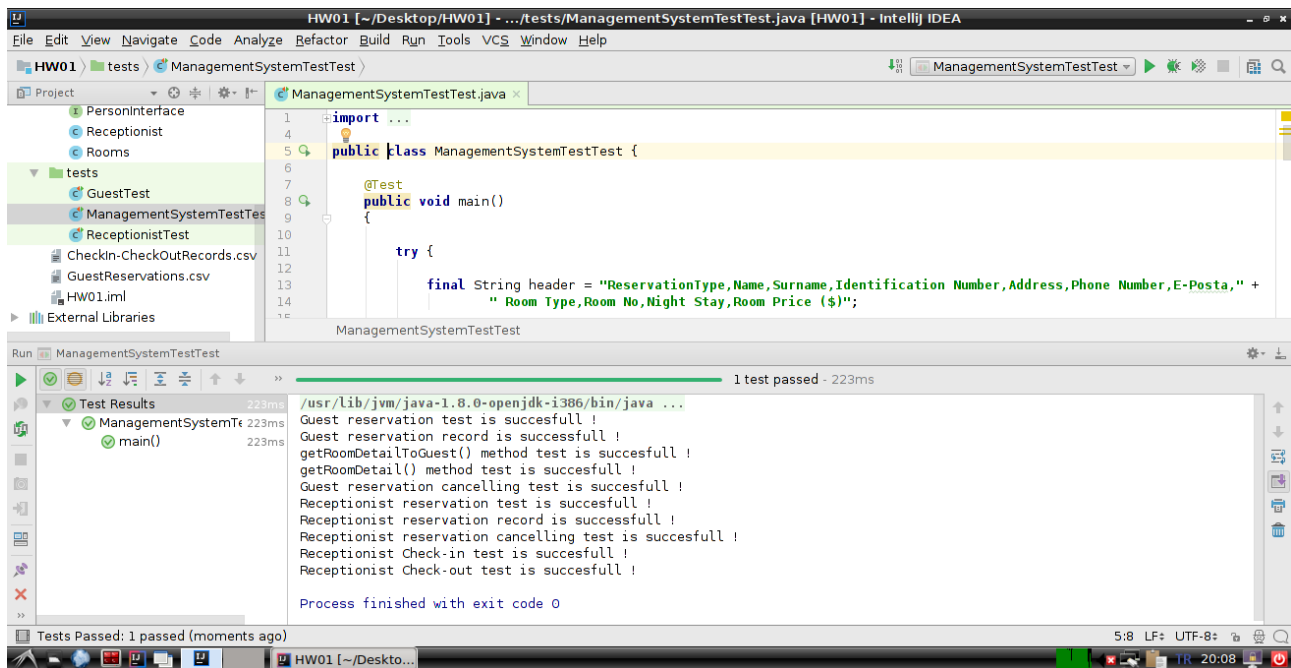 HW01 [~/Desktop/HW01] - .../tests/ManagementSystemTestTest.java [HW01] - IntelliJ IDEA
File Edit View Navigate Code Analyze Refactor Build Run Tools VCS Window Help
HW01 tests ManagementSystemTestTest
ManagementSystemTestTest
Project
ManagementSystemTestTest.java
PersonInterface
Receptionist
Rooms
tests
GuestTest
ManagementSystemTestTes
ReceptionistTest
CheckIn-CheckOutRecords.csv
GuestReservations.csv
HW01.iml
External Libraries
1 import ...
4
5 public class ManagementSystemTestTest {
6
7 @Test
8 public void main()
9 {
10
11 try {
12
13 final String header = "ReservationType,Name,Surname,Identification Number,Address,Phone Number,E-Posta," +
14 " Room Type,Room No,Night Stay,Room Price ($)";
15
ManagementSystemTestTest
Run ManagementSystemTestTest
1 test passed - 223ms
Test Results 223ms
ManagementSystemTe 223ms
main() 223ms
/usr/lib/jvm/java-1.8.0-openjdk-i386/bin/java ...
Guest reservation test is succesfull !
Guest reservation record is successfull !
getRoomDetailToGuest() method test is succesfull !
getRoomDetail() method test is succesfull !
Guest reservation cancelling test is succesfull !
Receptionist reservation test is succesfull !
Receptionist reservation record is successfull !
Receptionist reservation cancelling test is succesfull !
Receptionist Check-in test is succesfull !
Receptionist Check-out test is succesfull !
Process finished with exit code 0
Tests Passed: 1 passed (moments ago)
5:8 LF÷ UTF-8÷
HW01 [~/Deskto...
TR 20:08